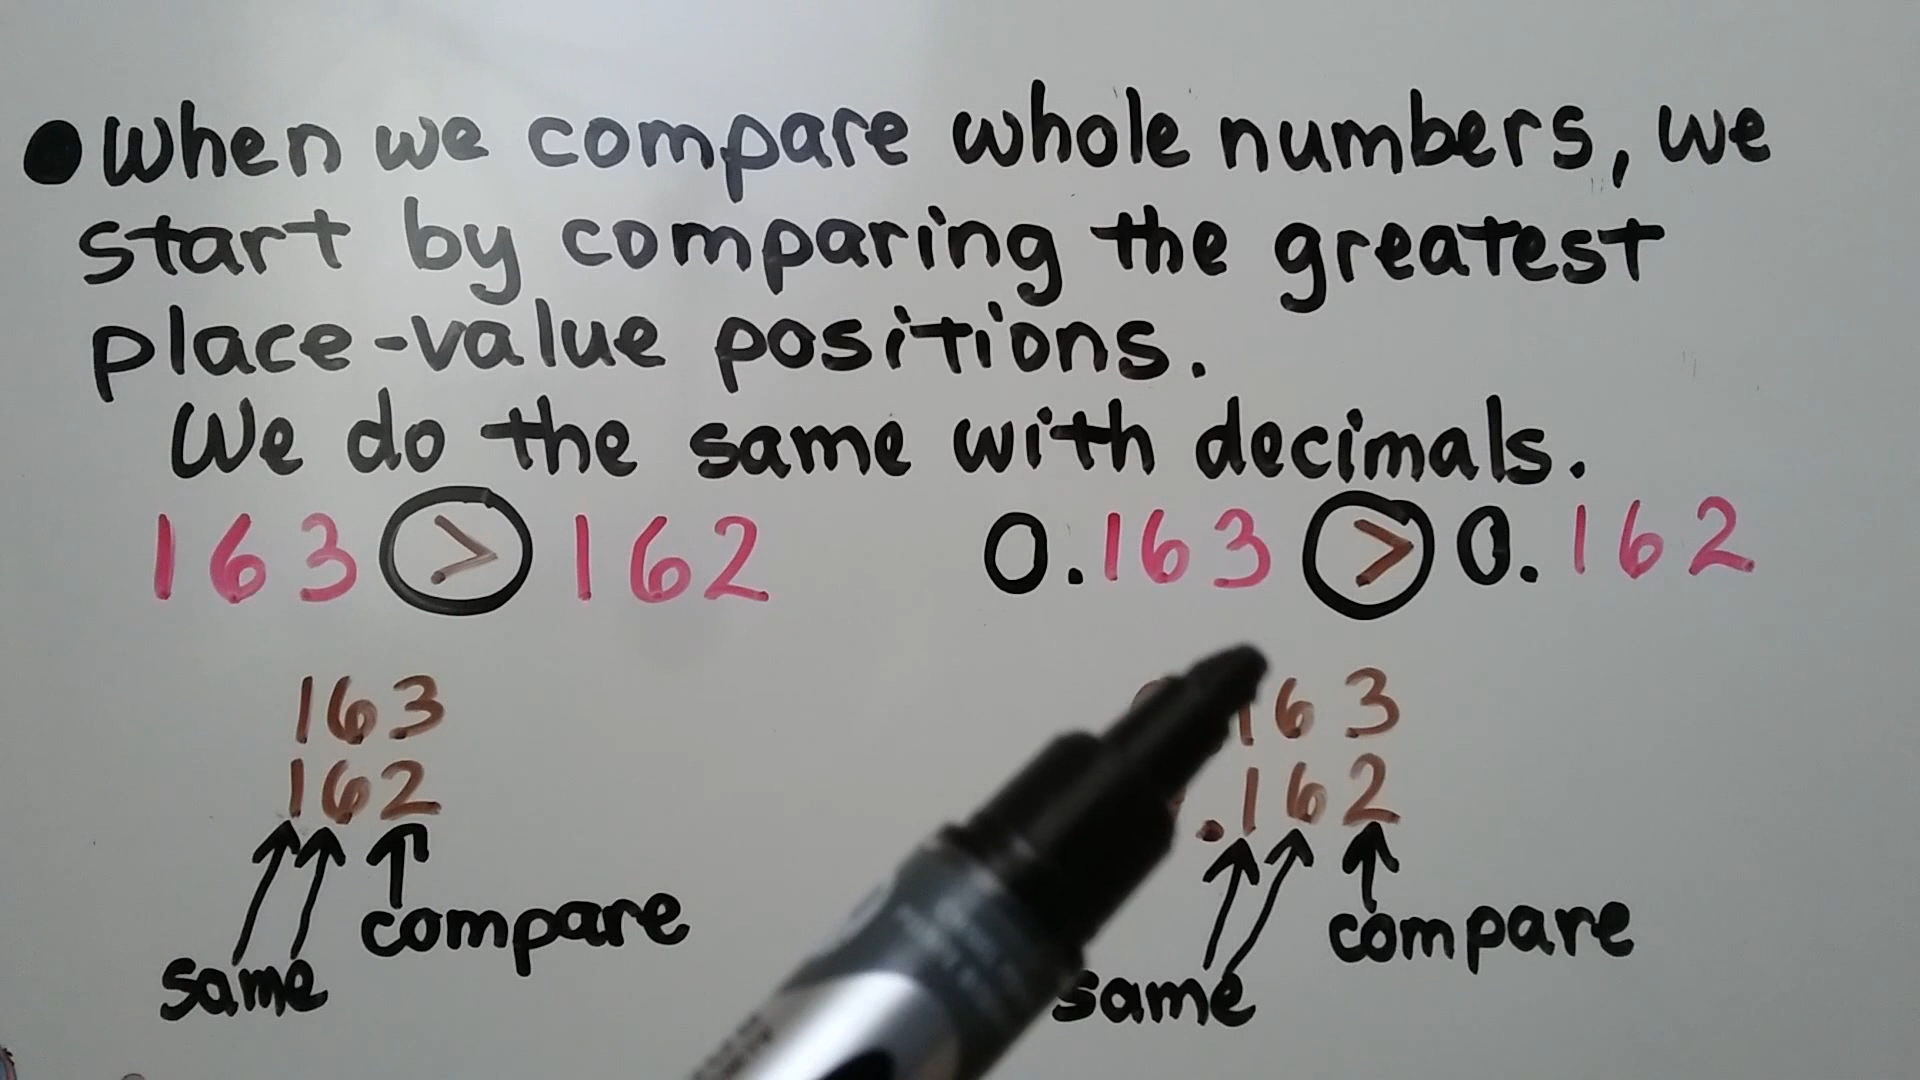 • When we compare whole numbers, we
start by comparing the greatest
place-value positions.
We do the same with decimals.
163 > 162 0.163 > 0.162
163 163
162 .162
compare compare
same same